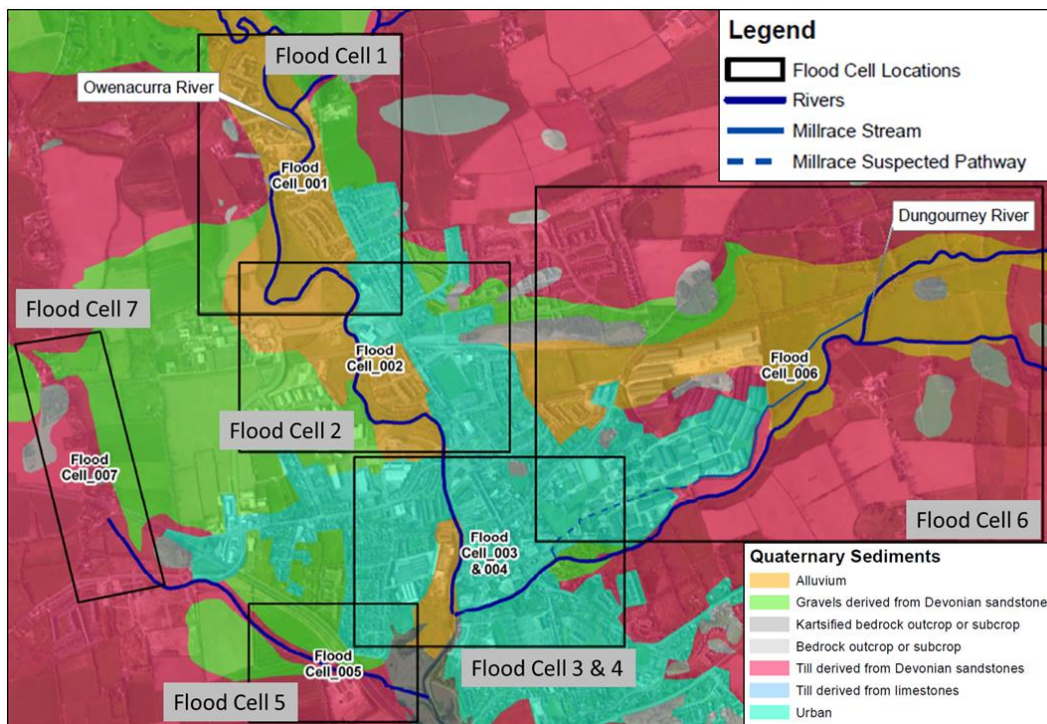 Flood Cell 1
Owenacurra River
Flood
Cell_001
Legend
Flood Cell Locations
Rivers
Millrace Stream
Millrace Suspected Pathway
Dungourney River
Flood Cell 7
Flood
Cell_002
Flood
Cell_006
Flood Cell 2
Flood
Cell_007
Flood
Cell_003
& 004
Flood Cell 6
Flood
Cell_005
Flood Cell 3 & 4
Flood Cell 5
Quaternary Sediments
Alluvium
Gravels derived from Devonian sandstone
Kartsified bedrock outcrop or subcrop
Bedrock outcrop or subcrop
Till derived from Devonian sandstones
Till derived from limestones
Urban